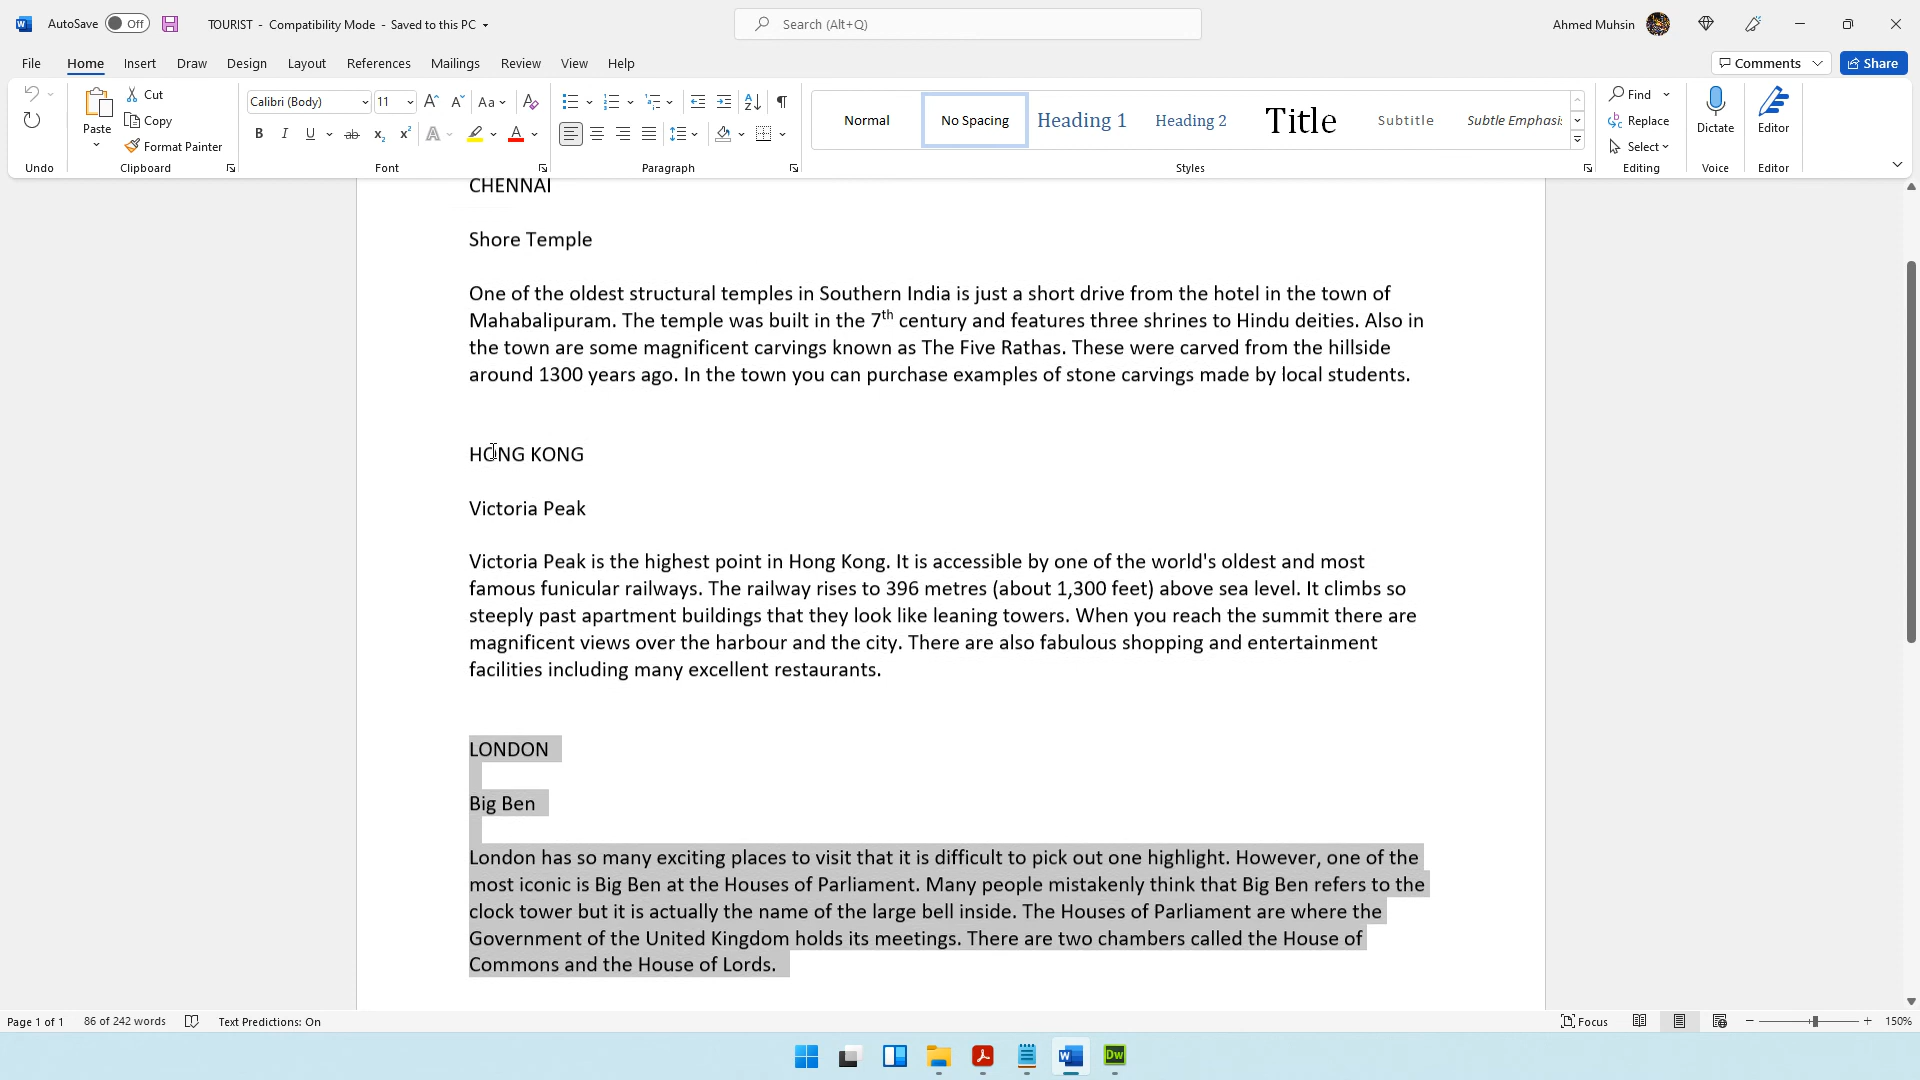 AutoSave Off TOURIST - Compatibility Mode - Saved to this PC Search (Alt+Q) Ahmed Muhsin
File Home Insert Draw Design Layout References Mailings Review View Help Comments Share
Paste Cut Copy Format Painter
Calibri (Body) 11 Aa
B I U ab x₂ x² A A
Normal No Spacing Heading 1 Heading 2 Title Subtitle Subtle Emphasis
Find Replace Select Dictate Editor
Undo Clipboard Font Paragraph Styles Editing Voice Editor
CHENNAI
Shore Temple
One of the oldest structural temples in Southern India is just a short drive from the hotel in the town of
Mahabalipuram. The temple was built in the 7th century and features three shrines to Hindu deities. Also in
the town are some magnificent carvings known as The Five Rathas. These were carved from the hillside
around 1300 years ago. In the town you can purchase examples of stone carvings made by local students.
HONG KONG
Victoria Peak
Victoria Peak is the highest point in Hong Kong. It is accessible by one of the world's oldest and most
famous funicular railways. The railway rises to 396 metres (about 1,300 feet) above sea level. It climbs so
steeply past apartment buildings that they look like leaning towers. When you reach the summit there are
magnificent views over the harbour and the city. There are also fabulous shopping and entertainment
facilities including many excellent restaurants.
LONDON
Big Ben
London has so many exciting places to visit that it is difficult to pick out one highlight. However, one of the
most iconic is Big Ben at the Houses of Parliament. Many people mistakenly think that Big Ben refers to the
clock tower but it is actually the name of the large bell inside. The Houses of Parliament are where the
Government of the United Kingdom holds its meetings. There are two chambers called the House of
Commons and the House of Lords.
Page 1 of 1 86 of 242 words Text Predictions: On Focus 150%
Dw